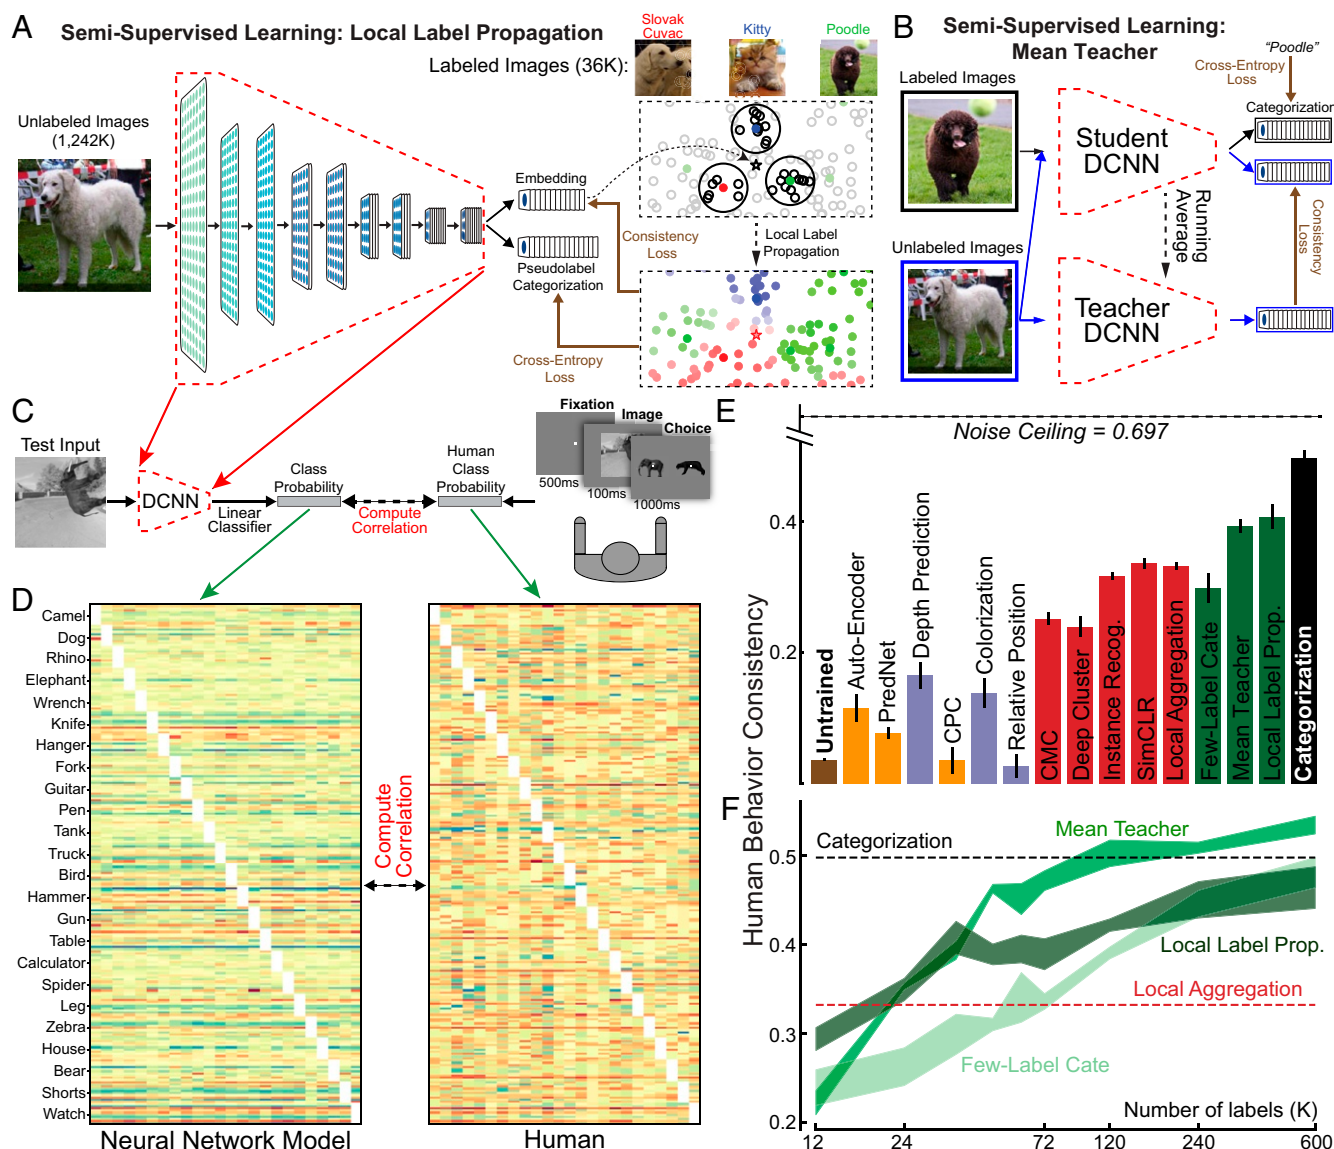 A
Semi-Supervised Learning: Local Label Propagation
Labeled Images (36K):
Slovak
Cuvac
Kitty
Poodle
Unlabeled Images
(1,242K)
Embedding
Pseudolabel
Categorization
Consistency
Loss
Cross-Entropy
Loss
Local Label
Propagation
B
Semi-Supervised Learning:
Mean Teacher
Labeled Images
Unlabeled Images
Student
DCNN
Teacher
DCNN
Running
Average
"Poodle"
Cross-Entropy
Loss
Categorization
Consistency
Loss
C
Test Input
DCNN
Linear
Classifier
Class
Probability
Compute
Correlation
Human
Class
Probability
Fixation
Image
Choice
500ms
100ms
1000ms
D
Camel
Dog
Rhino
Elephant
Wrench
Knife
Hanger
Fork
Guitar
Pen
Tank
Truck
Bird
Hammer
Gun
Table
Calculator
Spider
Leg
Zebra
House
Bear
Shorts
Watch
Neural Network Model
Compute
Correlation
Human
E
Noise Ceiling = 0.697
0.4
0.2
Human Behavior Consistency
Untrained
Auto-Encoder
PredNet
Depth Prediction
CPC
Colorization
Relative Position
CMC
Deep Cluster
Instance Recog.
SimCLR
Local Aggregation
Few-Label Cate
Mean Teacher
Local Label Prop.
Categorization
F
Categorization
Mean Teacher
Local Label Prop.
Local Aggregation
Few-Label Cate
0.5
0.4
0.3
0.2
Number of labels (K)
12
24
72
120
240
600